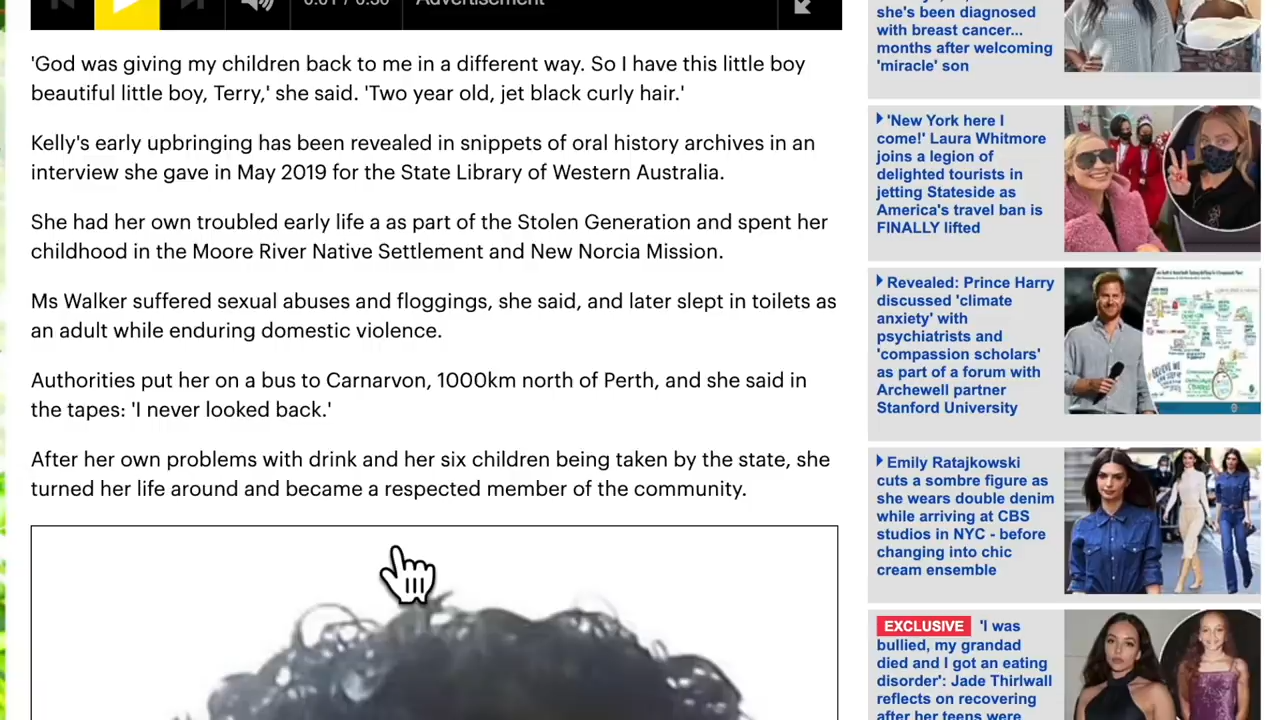 Advertisement
'God was giving my children back to me in a different way. So I have this little boy
beautiful little boy, Terry,' she said. 'Two year old, jet black curly hair.'
Kelly's early upbringing has been revealed in snippets of oral history archives in an
interview she gave in May 2019 for the State Library of Western Australia.
She had her own troubled early life a as part of the Stolen Generation and spent her
childhood in the Moore River Native Settlement and New Norcia Mission.
Ms Walker suffered sexual abuses and floggings, she said, and later slept in toilets as
an adult while enduring domestic violence.
Authorities put her on a bus to Carnarvon, 1000km north of Perth, and she said in
the tapes: 'I never looked back.'
After her own problems with drink and her six children being taken by the state, she
turned her life around and became a respected member of the community.
she's been diagnosed
with breast cancer...
months after welcoming
'miracle' son
'New York here I
come!' Laura Whitmore
joins a legion of
delighted tourists in
jetting Stateside as
America's travel ban is
FINALLY lifted
Revealed: Prince Harry
discussed 'climate
anxiety' with
psychiatrists and
'compassion scholars'
as part of a forum with
Archewell partner
Stanford University
Emily Ratajkowski
cuts a sombre figure as
she wears double denim
while arriving at CBS
studios in NYC - before
changing into chic
cream ensemble
EXCLUSIVE 'I was
bullied, my grandad
died and I got an eating
disorder': Jade Thirlwall
reflects on recovering
after her teens were